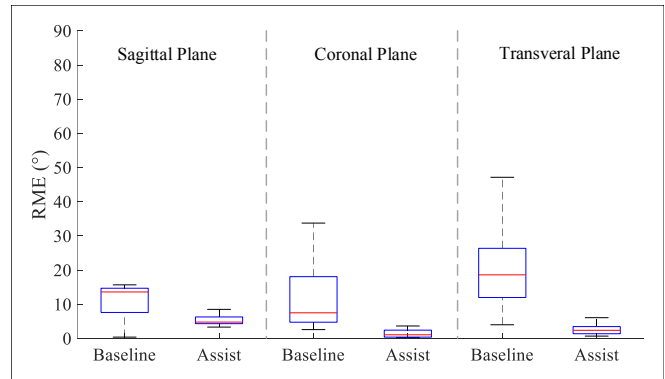 90
80
70
60
50
40
30
20
10
0
RME (°)
Sagittal Plane
Coronal Plane
Transveral Plane
Baseline
Assist
Baseline
Assist
Baseline
Assist